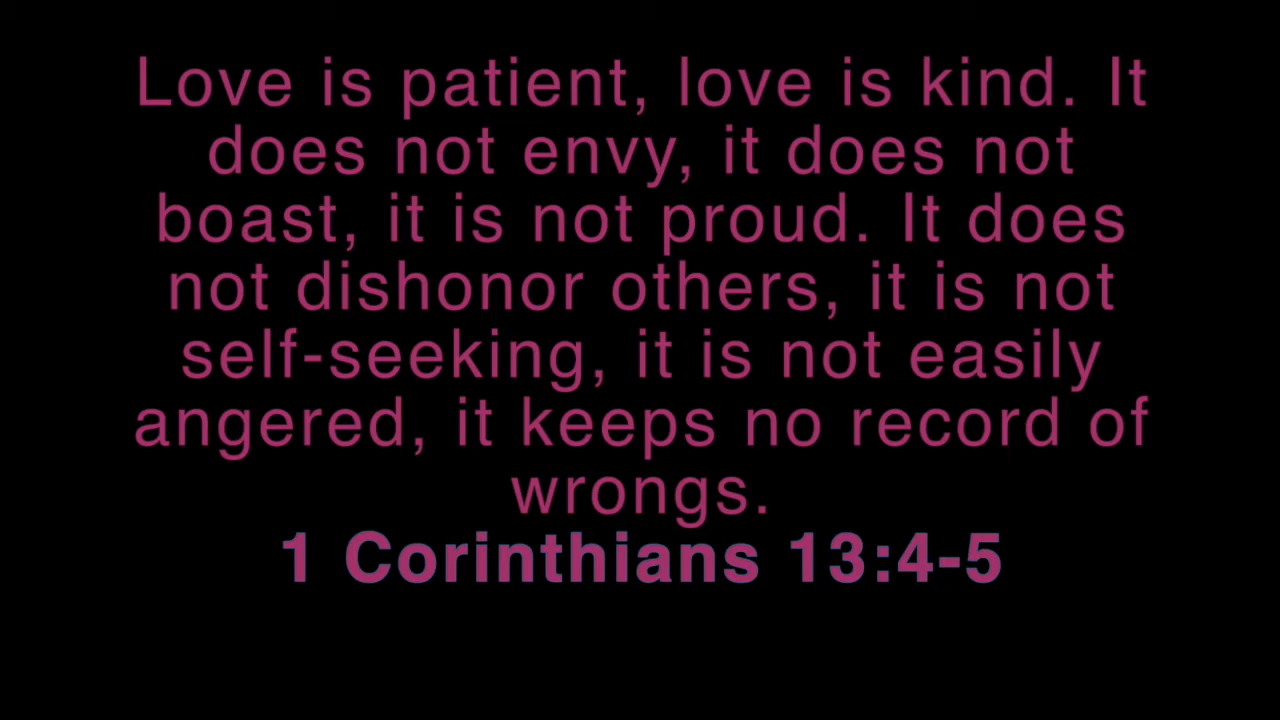 Love is patient, love is kind. It
does not envy, it does not
boast, it is not proud. It does
not dishonor others, it is not
self-seeking, it is not easily
angered, it keeps no record of
wrongs.
1 Corinthians 13:4-5